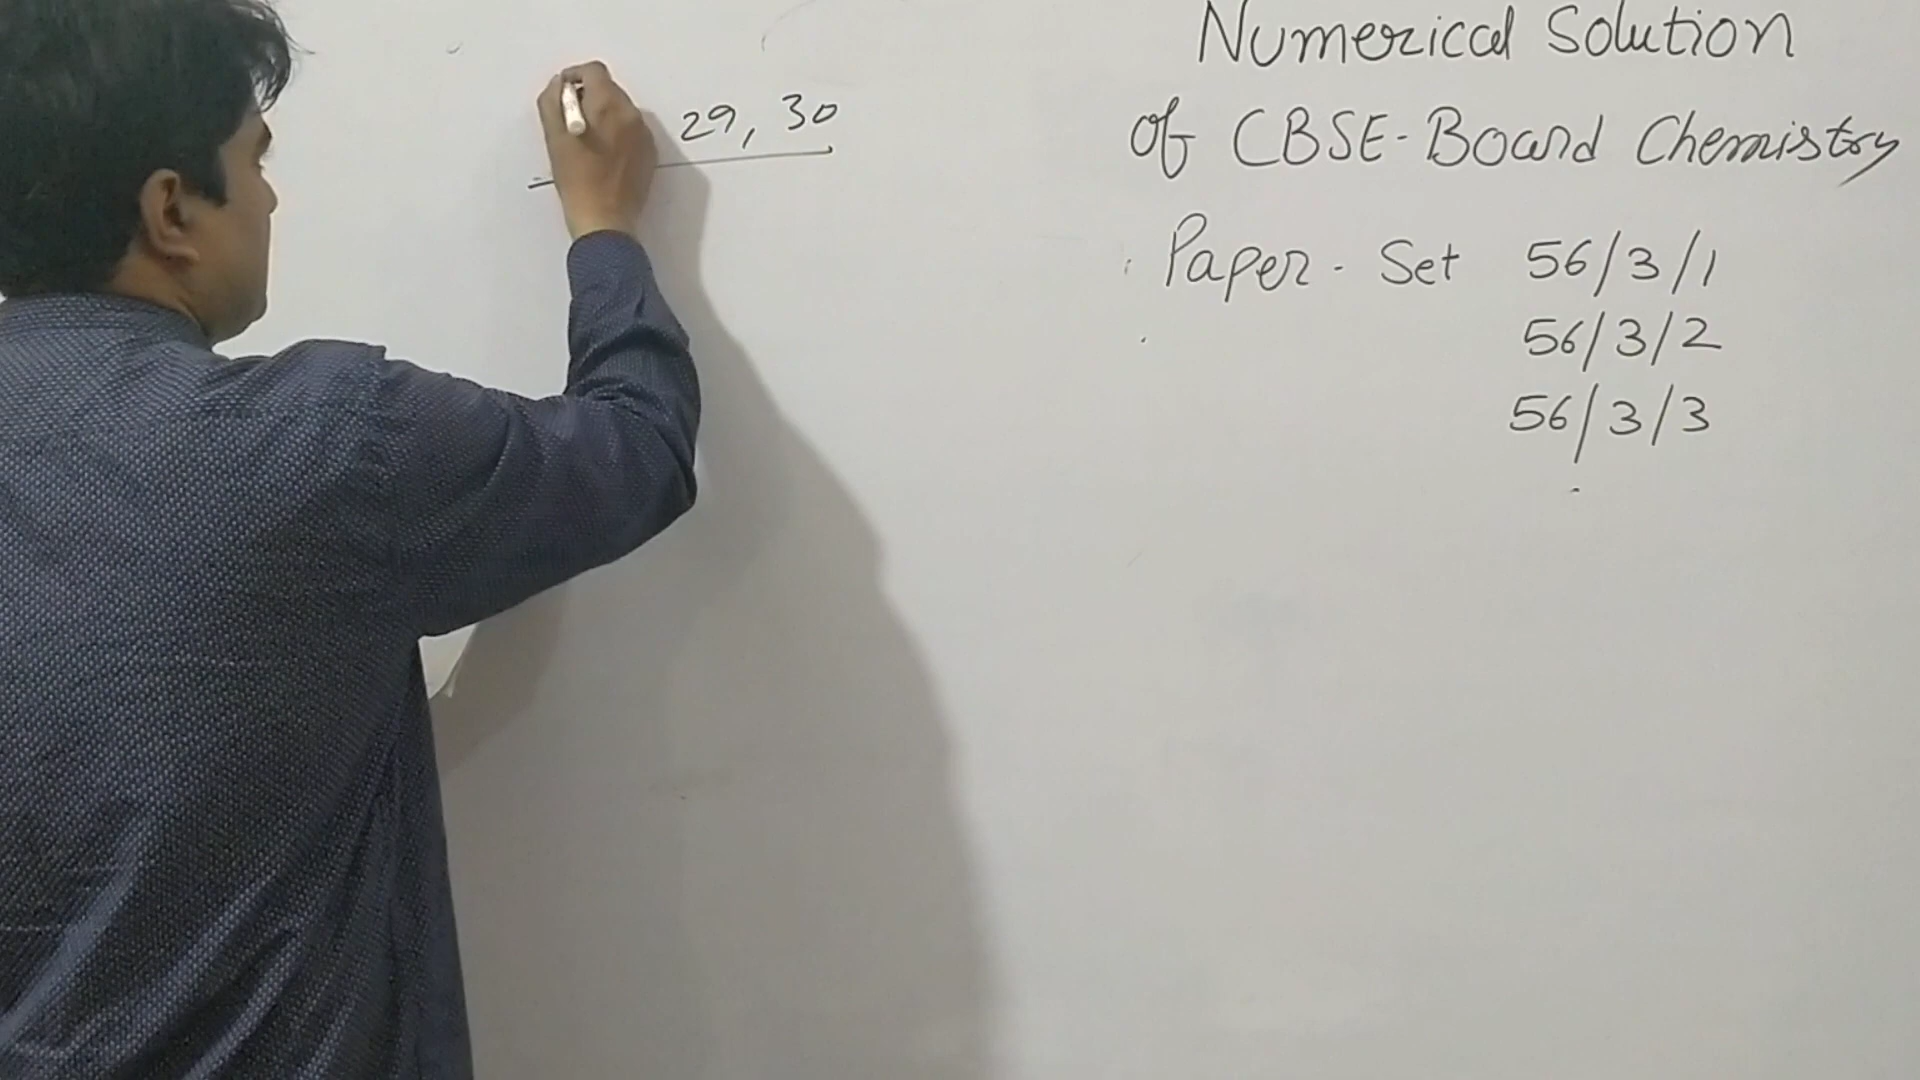 29, 30
Numerical Solution
Of CBSE-Board Chemistry
Paper - Set 56/3/1
56/3/2
56/3/3